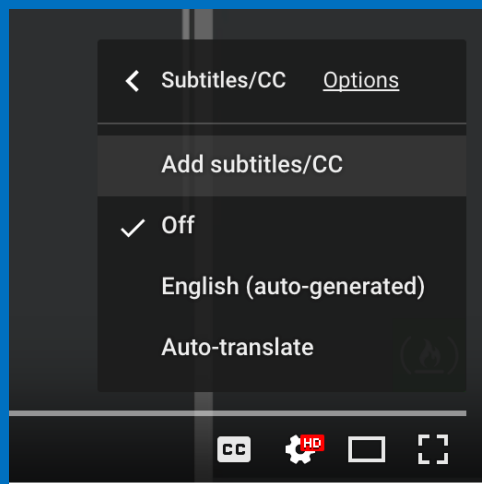 Subtitles/CC Options
Add subtitles/CC
Off
English (auto-generated)
Auto-translate
CC HD